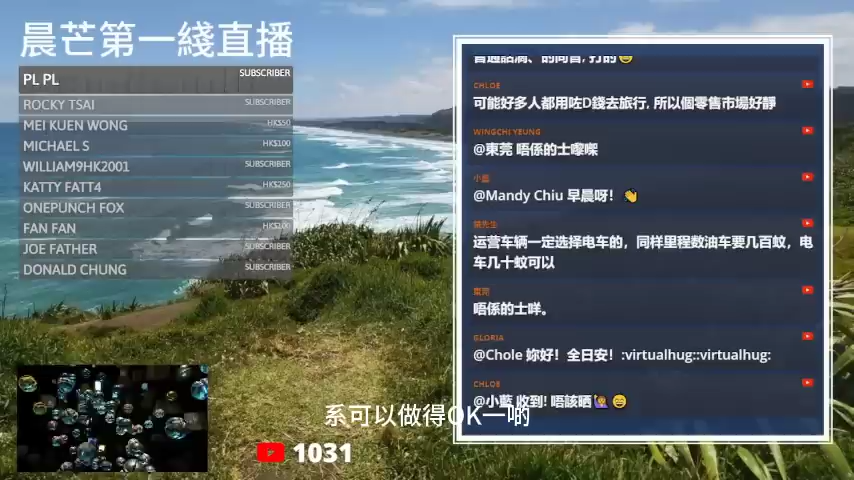 晨芒第一綫直播
PL PL SUBSCRIBER
ROCKY TSAI SUBSCRIBER
MEI KUEN WONG HK$50
MICHAEL S HK$100
WILLIAM9HK2001 SUBSCRIBER
KATTY FATT4 HK$250
ONEPUNCH FOX SUBSCRIBER
FAN FAN
JOE FATHER SUBSCRIBER
DONALD CHUNG SUBSCRIBER
CHLOE
可能好多人都用咗D錢去旅行, 所以個零售市場好靜
WINGCHI YEUNG
@東莞 唔係的士嚟㗎
小藍
@Mandy Chiu 早晨呀！ 👋
运营车辆一定选择电车的，同样里程数油车要几百蚊，电
车几十蚊可以
東莞
唔係的士咩。
GLORIA
@Chole 妳好！全日安！:virtualhug::virtualhug:
CHLOE
@小藍 收到! 唔該晒🙋‍♀️😄
系可以做得OK一啲
1031